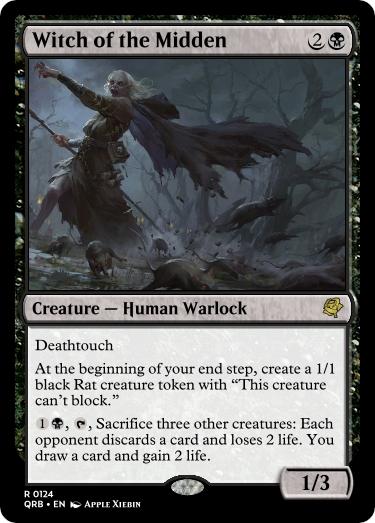 Witch of the Midden 2
Creature — Human Warlock
Deathtouch
At the beginning of your end step, create a 1/1
black Rat creature token with “This creature
can’t block.”
1, , Sacrifice three other creatures: Each
opponent discards a card and loses 2 life. You
draw a card and gain 2 life.
1/3
R 0124
QRB • EN Apple Xiebin